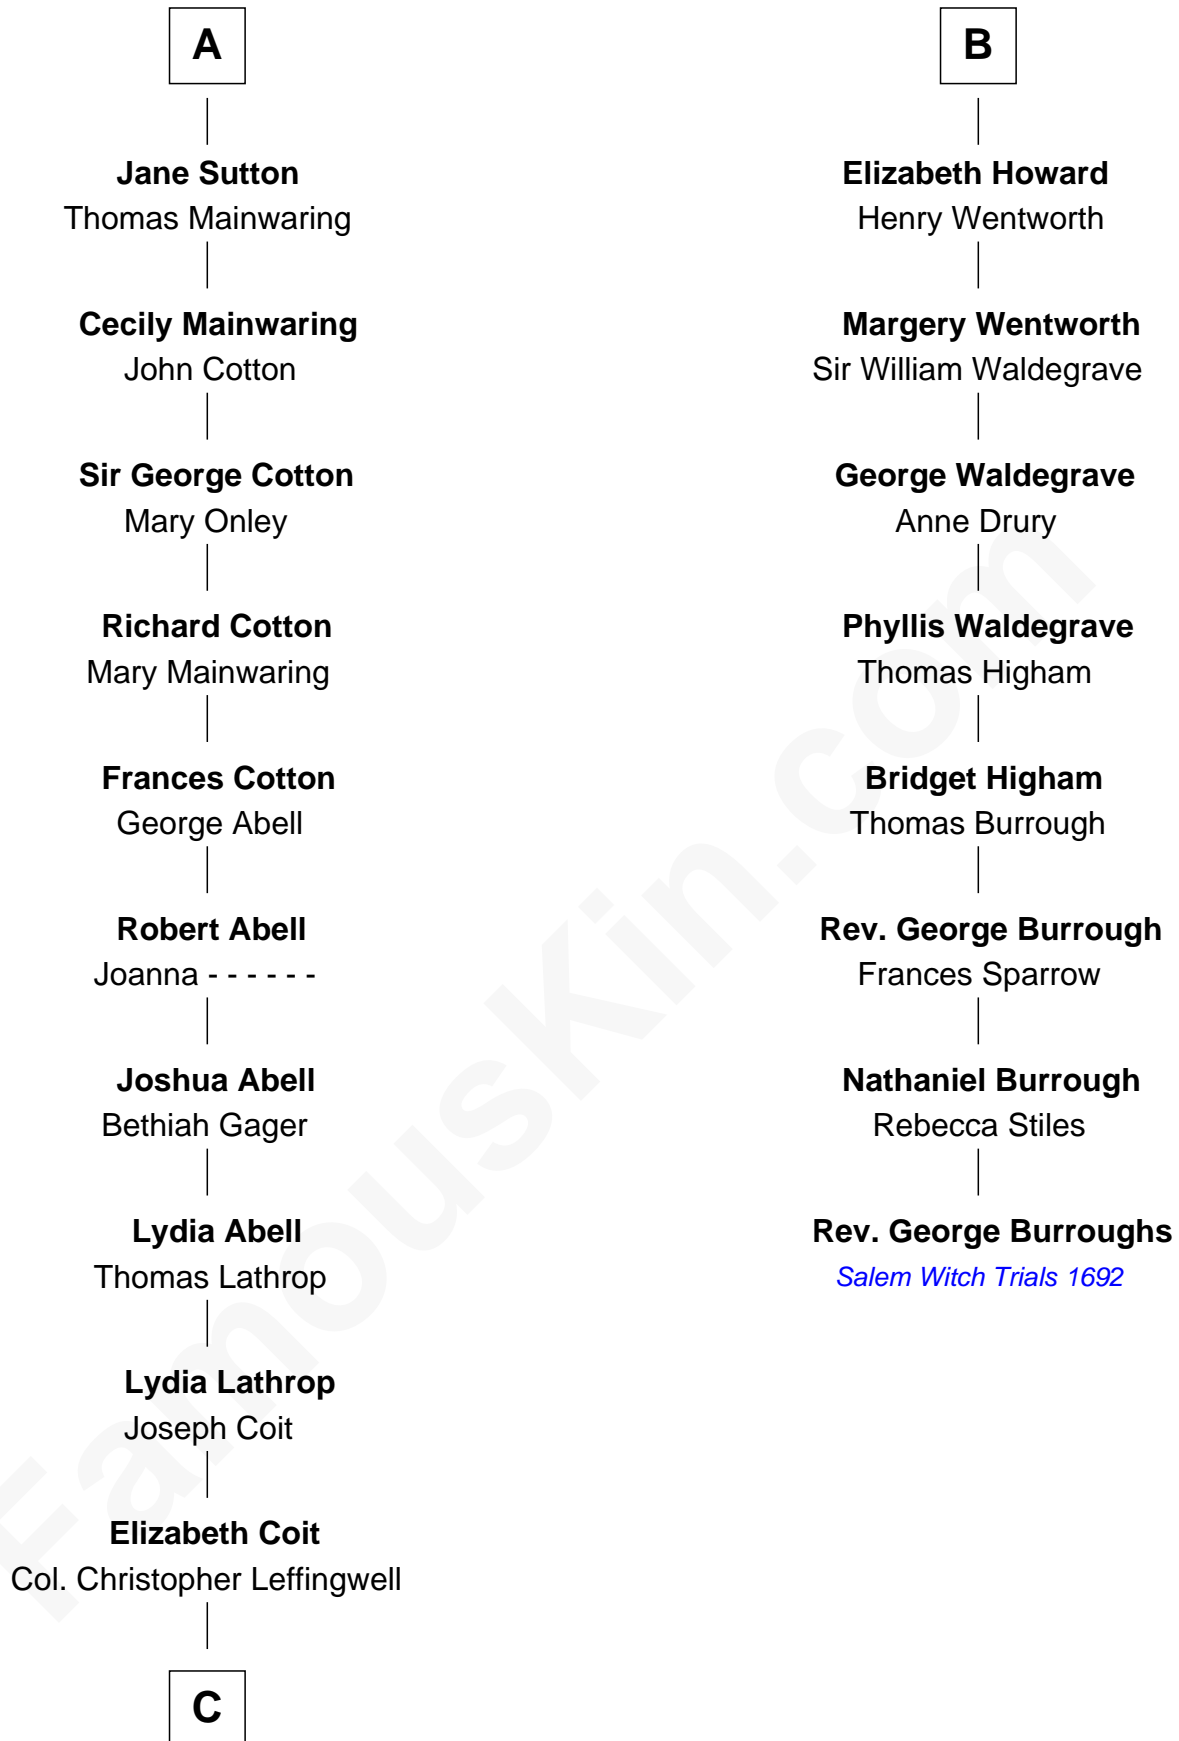 A
Jane Sutton
Thomas Mainwaring
Cecily Mainwaring
John Cotton
Sir George Cotton
Mary Onley
Richard Cotton
Mary Mainwaring
Frances Cotton
George Abell
Robert Abell
Joanna - - - - - -
Joshua Abell
Bethiah Gager
Lydia Abell
Thomas Lathrop
Lydia Lathrop
Joseph Coit
Elizabeth Coit
Col. Christopher Leffingwell
C
B
Elizabeth Howard
Henry Wentworth
Margery Wentworth
Sir William Waldegrave
George Waldegrave
Anne Drury
Phyllis Waldegrave
Thomas Higham
Bridget Higham
Thomas Burrough
Rev. George Burrough
Frances Sparrow
Nathaniel Burrough
Rebecca Stiles
Rev. George Burroughs
Salem Witch Trials 1692
FamousKin.com